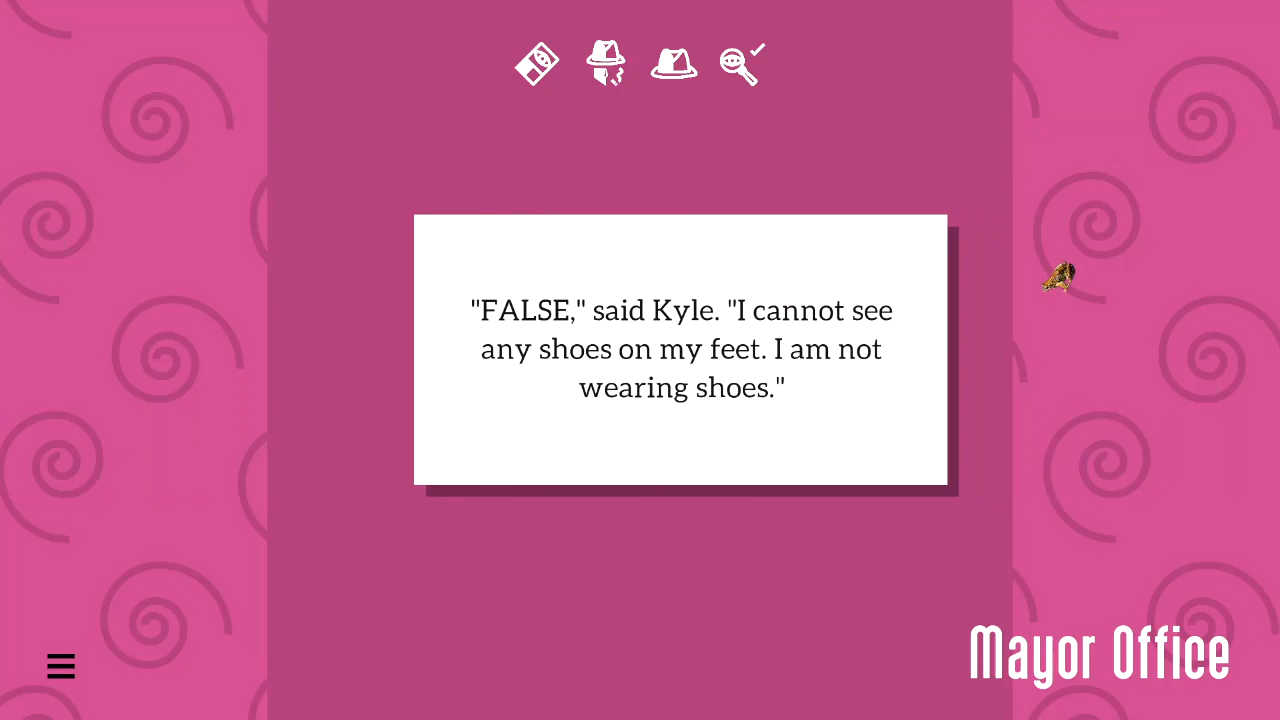 "FALSE," said Kyle. "I cannot see
any shoes on my feet. I am not
wearing shoes."
Mayor Office